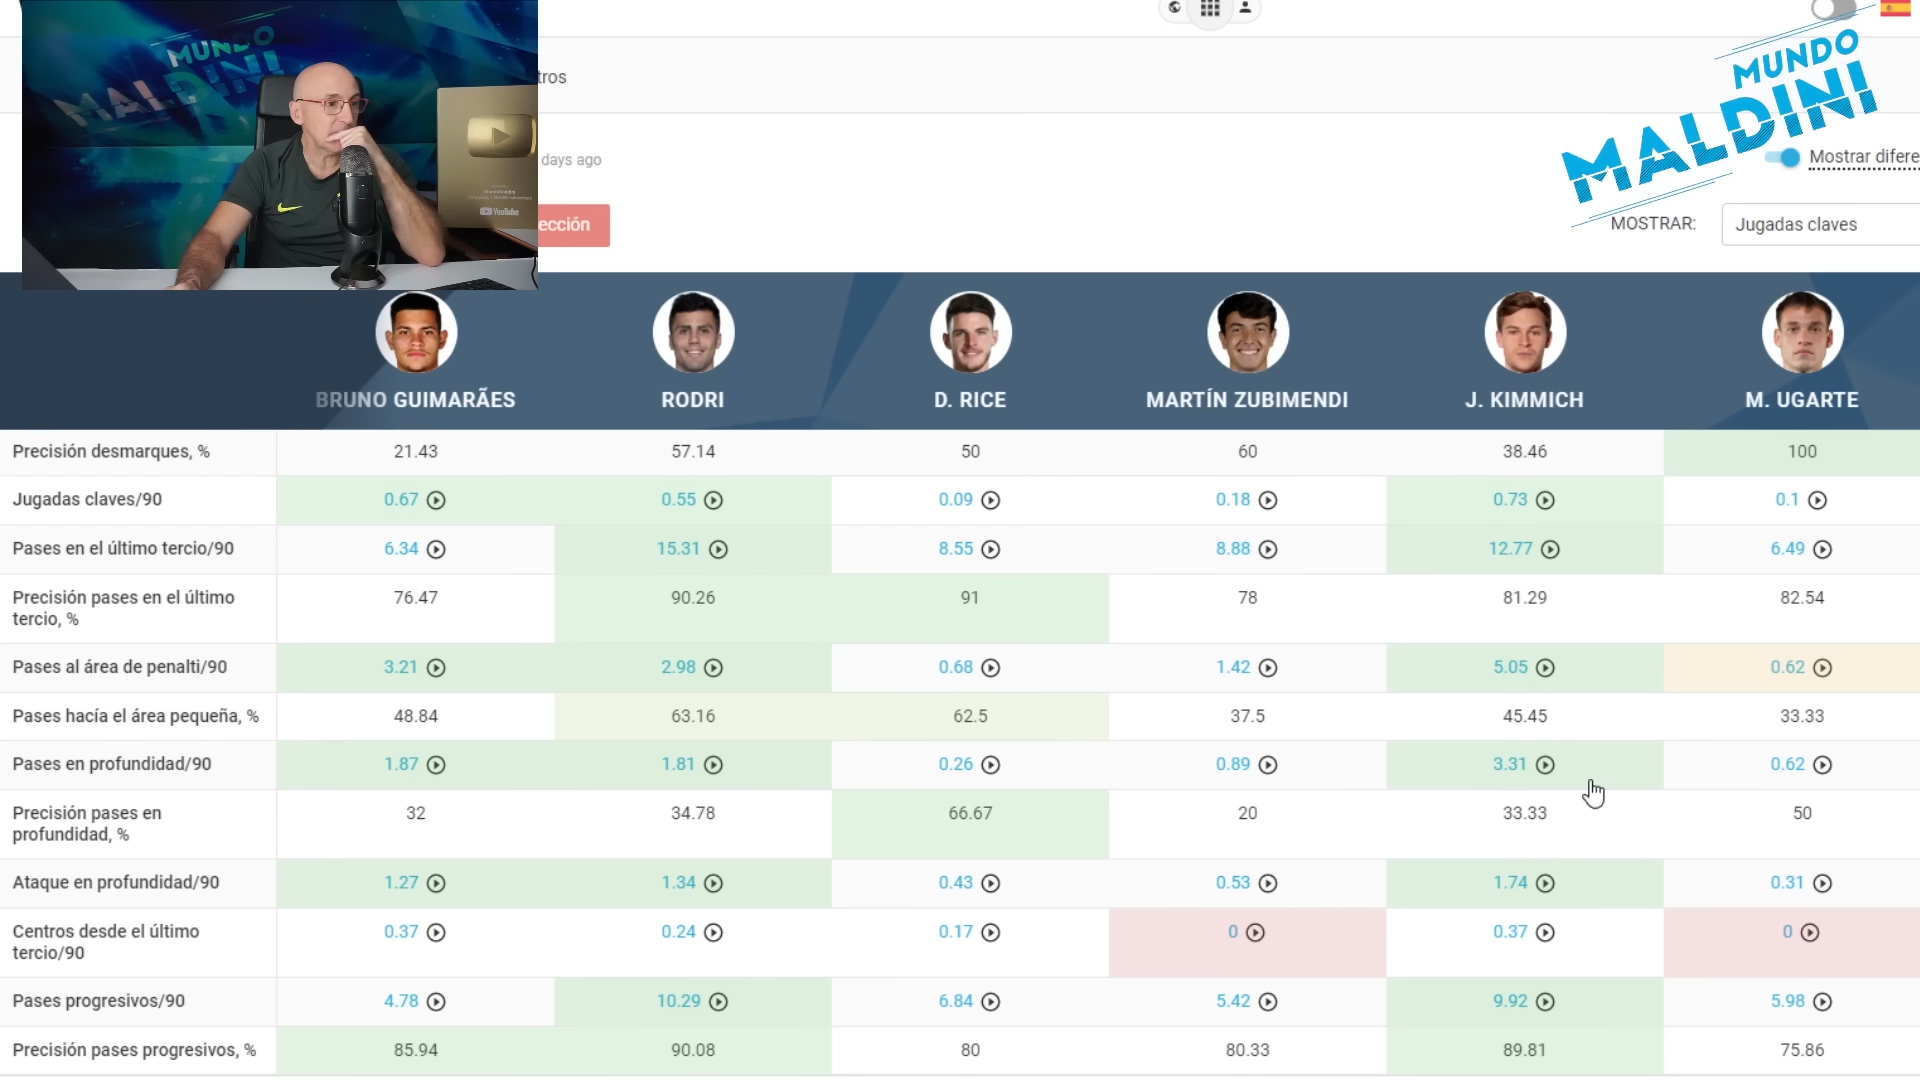 MUNDO
MALDINI
YouTube
tros
days ago
ección
MUNDO
MALDINI
Mostrar difere
MOSTRAR: Jugadas claves
BRUNO GUIMARÃES RODRI D. RICE MARTÍN ZUBIMENDI J. KIMMICH M. UGARTE
Precisión desmarques, % 21.43 57.14 50 60 38.46 100
Jugadas claves/90 0.67 0.55 0.09 0.18 0.73 0.1
Pases en el último tercio/90 6.34 15.31 8.55 8.88 12.77 6.49
Precisión pases en el último 76.47 90.26 91 78 81.29 82.54
tercio, %
Pases al área de penalti/90 3.21 2.98 0.68 1.42 5.05 0.62
Pases hacía el área pequeña, % 48.84 63.16 62.5 37.5 45.45 33.33
Pases en profundidad/90 1.87 1.81 0.26 0.89 3.31 0.62
Precisión pases en 32 34.78 66.67 20 33.33 50
profundidad, %
Ataque en profundidad/90 1.27 1.34 0.43 0.53 1.74 0.31
Centros desde el último 0.37 0.24 0.17 0 0.37 0
tercio/90
Pases progresivos/90 4.78 10.29 6.84 5.42 9.92 5.98
Precisión pases progresivos, % 85.94 90.08 80 80.33 89.81 75.86